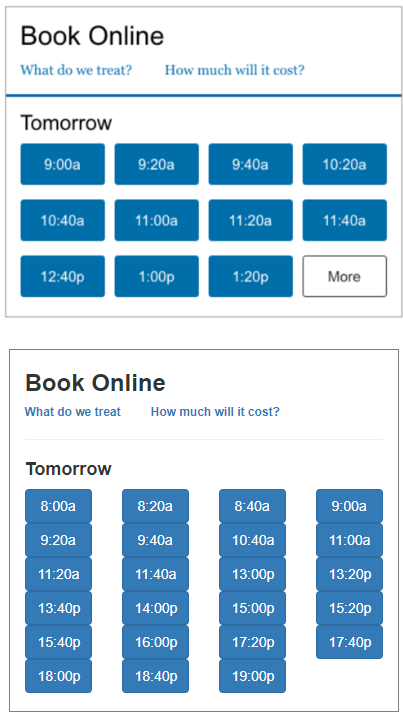 Book Online
What do we treat? How much will it cost?
Tomorrow
9:00a 9:20a 9:40a 10:20a
10:40a 11:00a 11:20a 11:40a
12:40p 1:00p 1:20p More
Book Online
What do we treat How much will it cost?
Tomorrow
8:00a 8:20a 8:40a 9:00a
9:20a 9:40a 10:40a 11:00a
11:20a 11:40a 13:00p 13:20p
13:40p 14:00p 15:00p 15:20p
15:40p 16:00p 17:20p 17:40p
18:00p 18:40p 19:00p